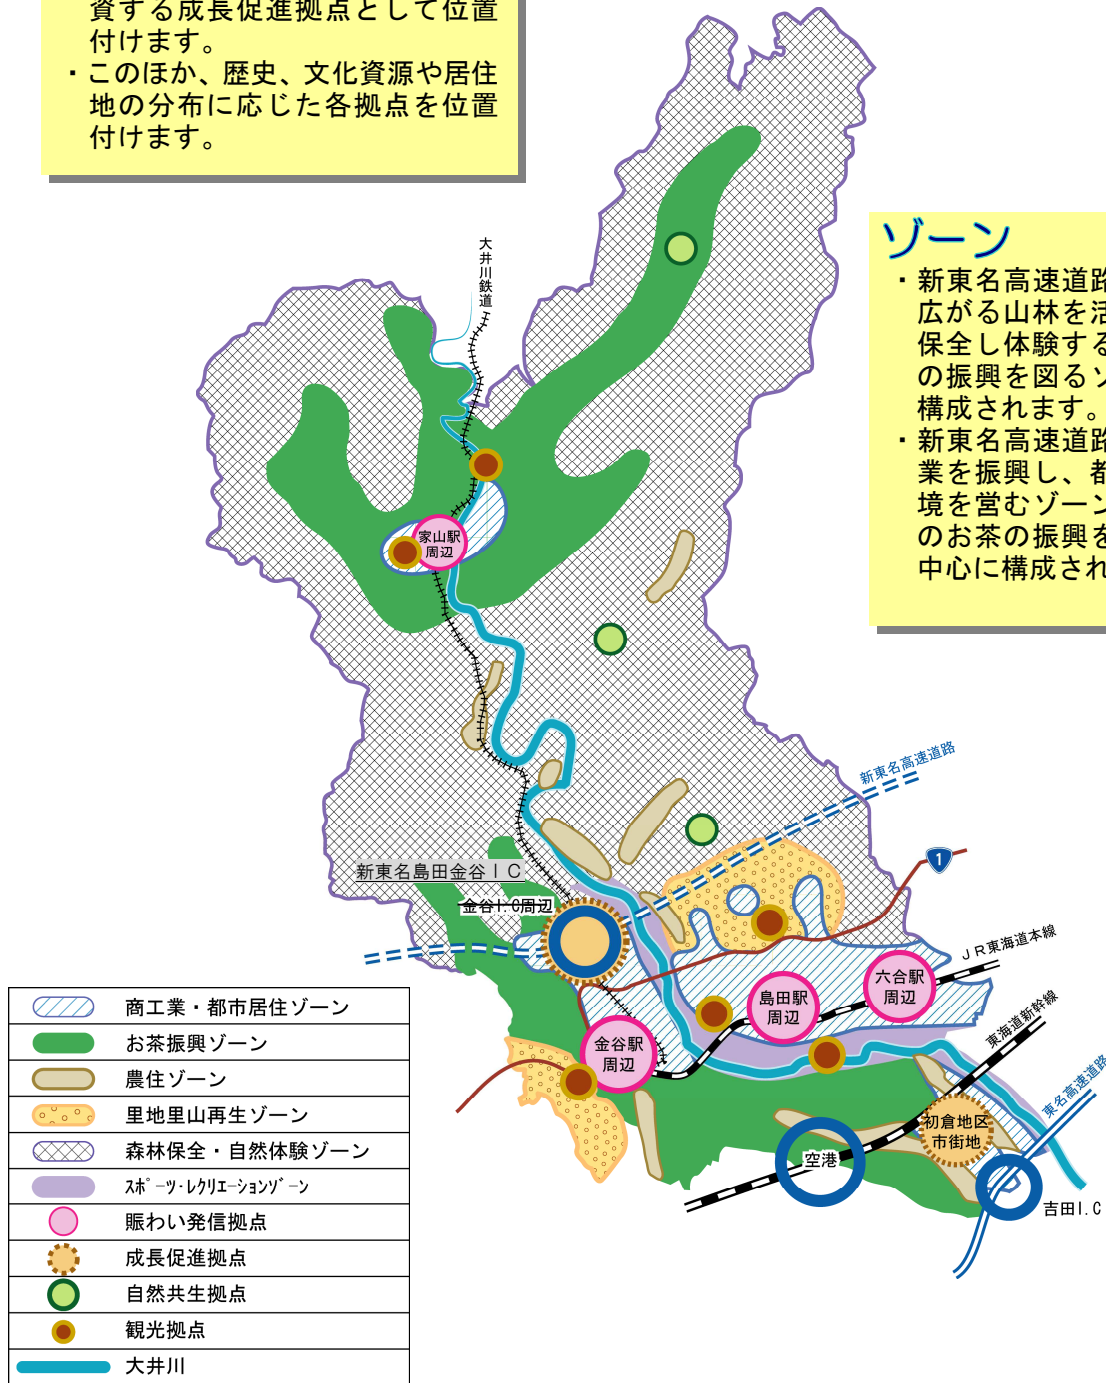 資する成長促進拠点として位置
付けます。
・このほか、歴史、文化資源や居住
地の分布に応じた各拠点を位置
付けます。
大井川鉄道
ゾーン
・新東名高速道路
広がる山林を活
保全し体験する
の振興を図るゾ
構成されます。
・新東名高速道路
業を振興し、都
境を営むゾーン
のお茶の振興を
中心に構成され
家山駅
周辺
新東名高速道路
1
新東名島田金谷ＩＣ
金谷I.C周辺
ＪＲ東海道本線
六合駅
周辺
島田駅
周辺
金谷駅
周辺
東海道新幹線
東名高速道路
初倉地区
市街地
空港
吉田I.C
商工業・都市居住ゾーン
お茶振興ゾーン
農住ゾーン
里地里山再生ゾーン
森林保全・自然体験ゾーン
ｽﾎﾟｰﾂ・ﾚｸﾘｴｰｼｮﾝｿﾞｰﾝ
賑わい発信拠点
成長促進拠点
自然共生拠点
観光拠点
大井川